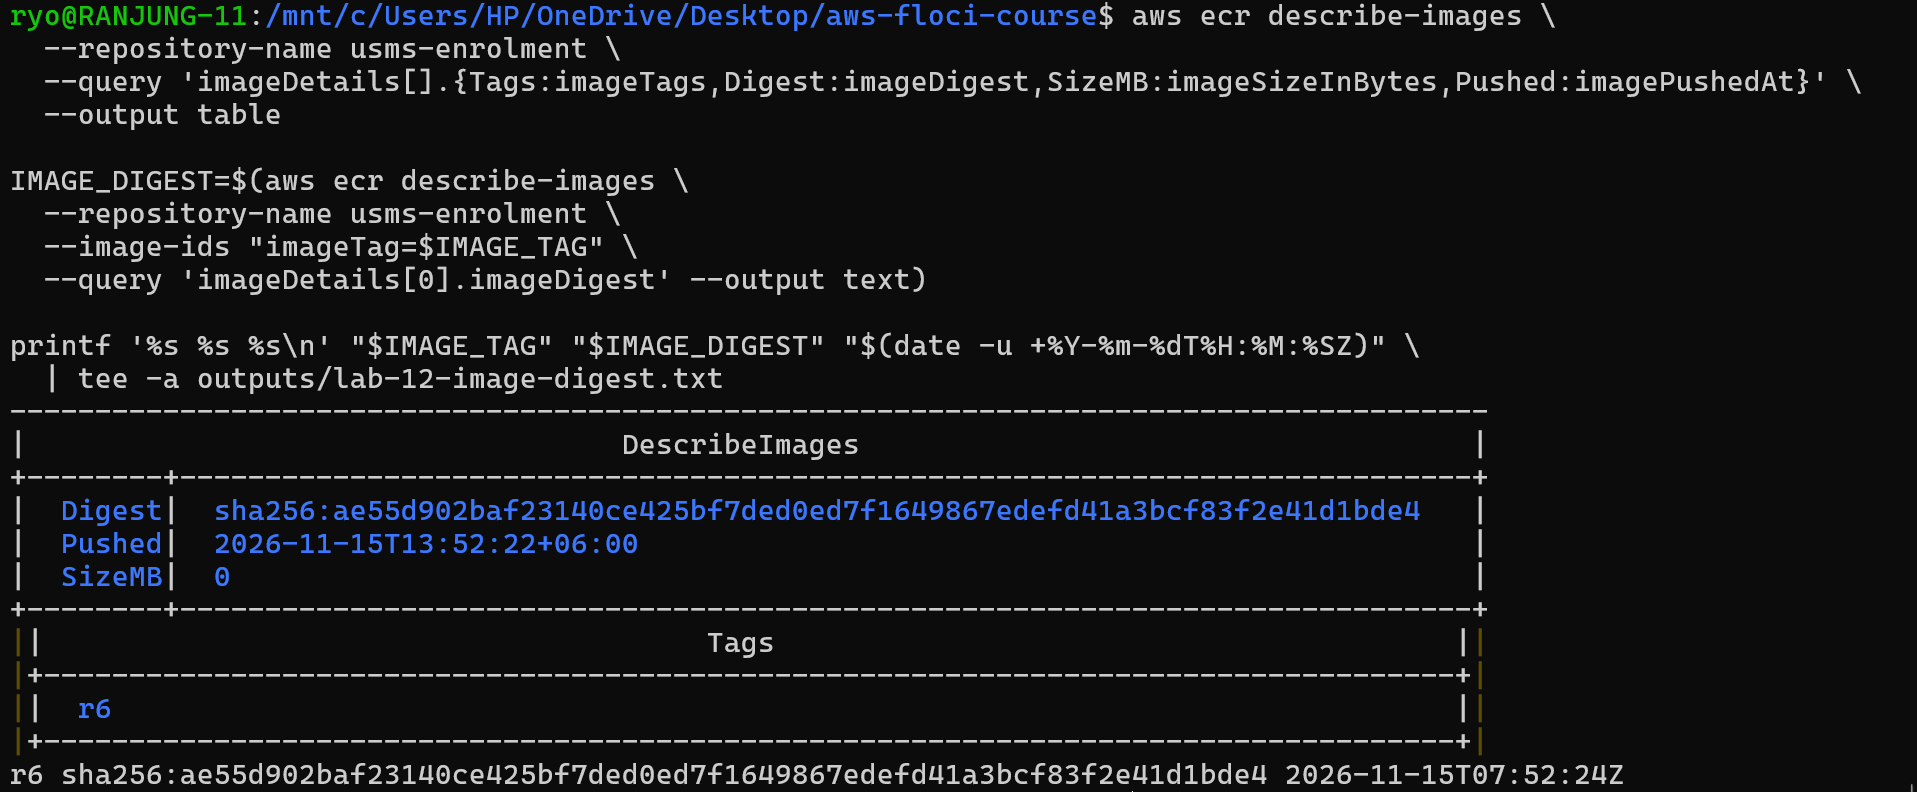 ryo@RANJUNG-11:/mnt/c/Users/HP/OneDrive/Desktop/aws-floci-course$ aws ecr describe-images \
  --repository-name usms-enrolment \
  --query 'imageDetails[].{Tags:imageTags,Digest:imageDigest,SizeMB:imageSizeInBytes,Pushed:imagePushedAt}' \
  --output table

IMAGE_DIGEST=$(aws ecr describe-images \
  --repository-name usms-enrolment \
  --image-ids "imageTag=$IMAGE_TAG" \
  --query 'imageDetails[0].imageDigest' --output text)

printf '%s %s %s\n' "$IMAGE_TAG" "$IMAGE_DIGEST" "$(date -u +%Y-%m-%dT%H:%M:%SZ)" \
  | tee -a outputs/lab-12-image-digest.txt
---------------------------------------------------------------------------------------
|                                   DescribeImages                                    |
+--------+----------------------------------------------------------------------------+
|  Digest|  sha256:ae55d902baf23140ce425bf7ded0ed7f1649867edefd41a3bcf83f2e41d1bde4   |
|  Pushed|  2026-11-15T13:52:22+06:00                                                 |
|  SizeMB|  0                                                                         |
+--------+----------------------------------------------------------------------------+
||                                       Tags                                        ||
|+-----------------------------------------------------------------------------------+|
||  r6                                                                               ||
|+-----------------------------------------------------------------------------------+|
r6 sha256:ae55d902baf23140ce425bf7ded0ed7f1649867edefd41a3bcf83f2e41d1bde4 2026-11-15T07:52:24Z